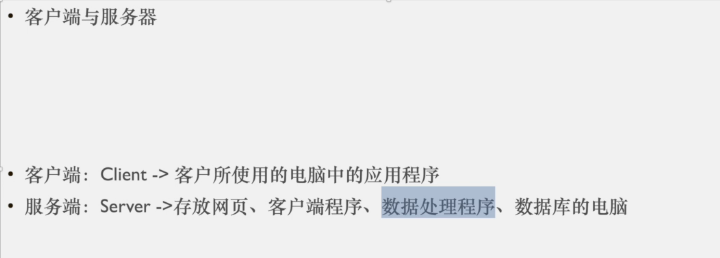 • 客户端与服务器
• 客户端：Client -> 客户所使用的电脑中的应用程序
• 服务端：Server ->存放网页、客户端程序、数据处理程序、数据库的电脑